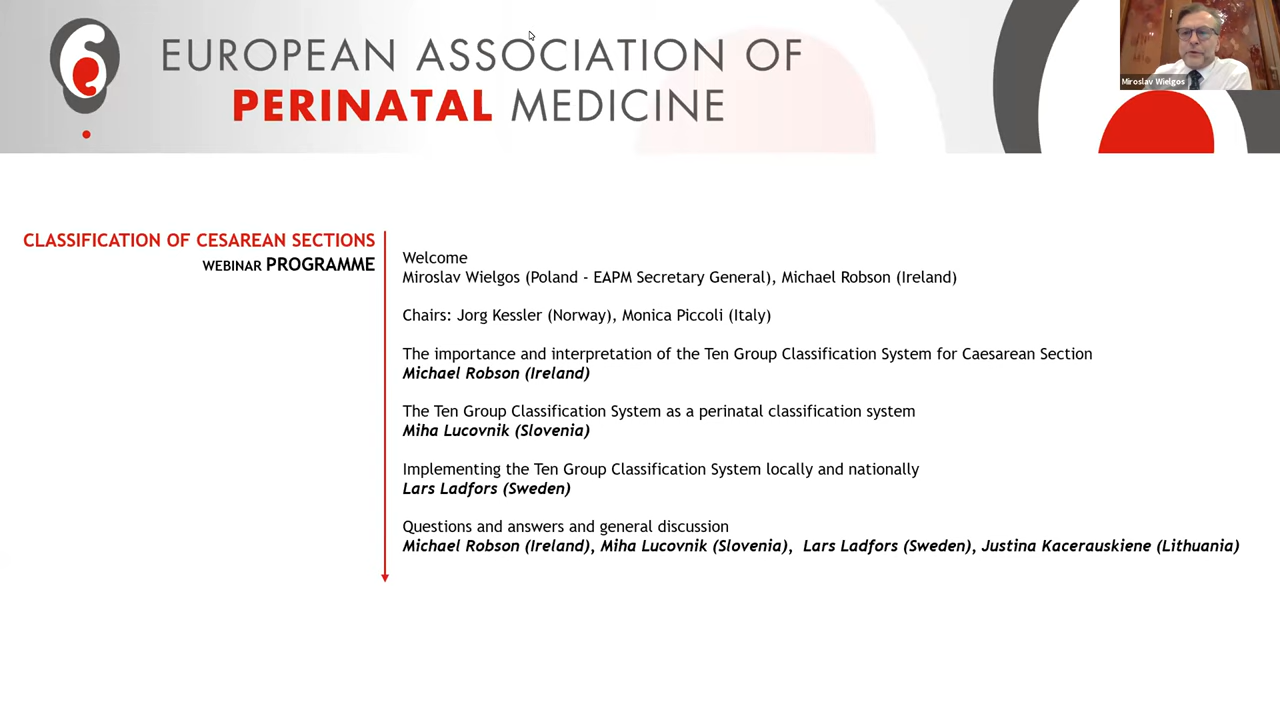 EUROPEAN ASSOCIATION OF
PERINATAL MEDICINE
Miroslav Wielgos
CLASSIFICATION OF CESAREAN SECTIONS
WEBINAR PROGRAMME
Welcome
Miroslav Wielgos (Poland - EAPM Secretary General), Michael Robson (Ireland)
Chairs: Jorg Kessler (Norway), Monica Piccoli (Italy)
The importance and interpretation of the Ten Group Classification System for Caesarean Section
Michael Robson (Ireland)
The Ten Group Classification System as a perinatal classification system
Miha Lucovnik (Slovenia)
Implementing the Ten Group Classification System locally and nationally
Lars Ladfors (Sweden)
Questions and answers and general discussion
Michael Robson (Ireland), Miha Lucovnik (Slovenia),  Lars Ladfors (Sweden), Justina Kacerauskiene (Lithuania)